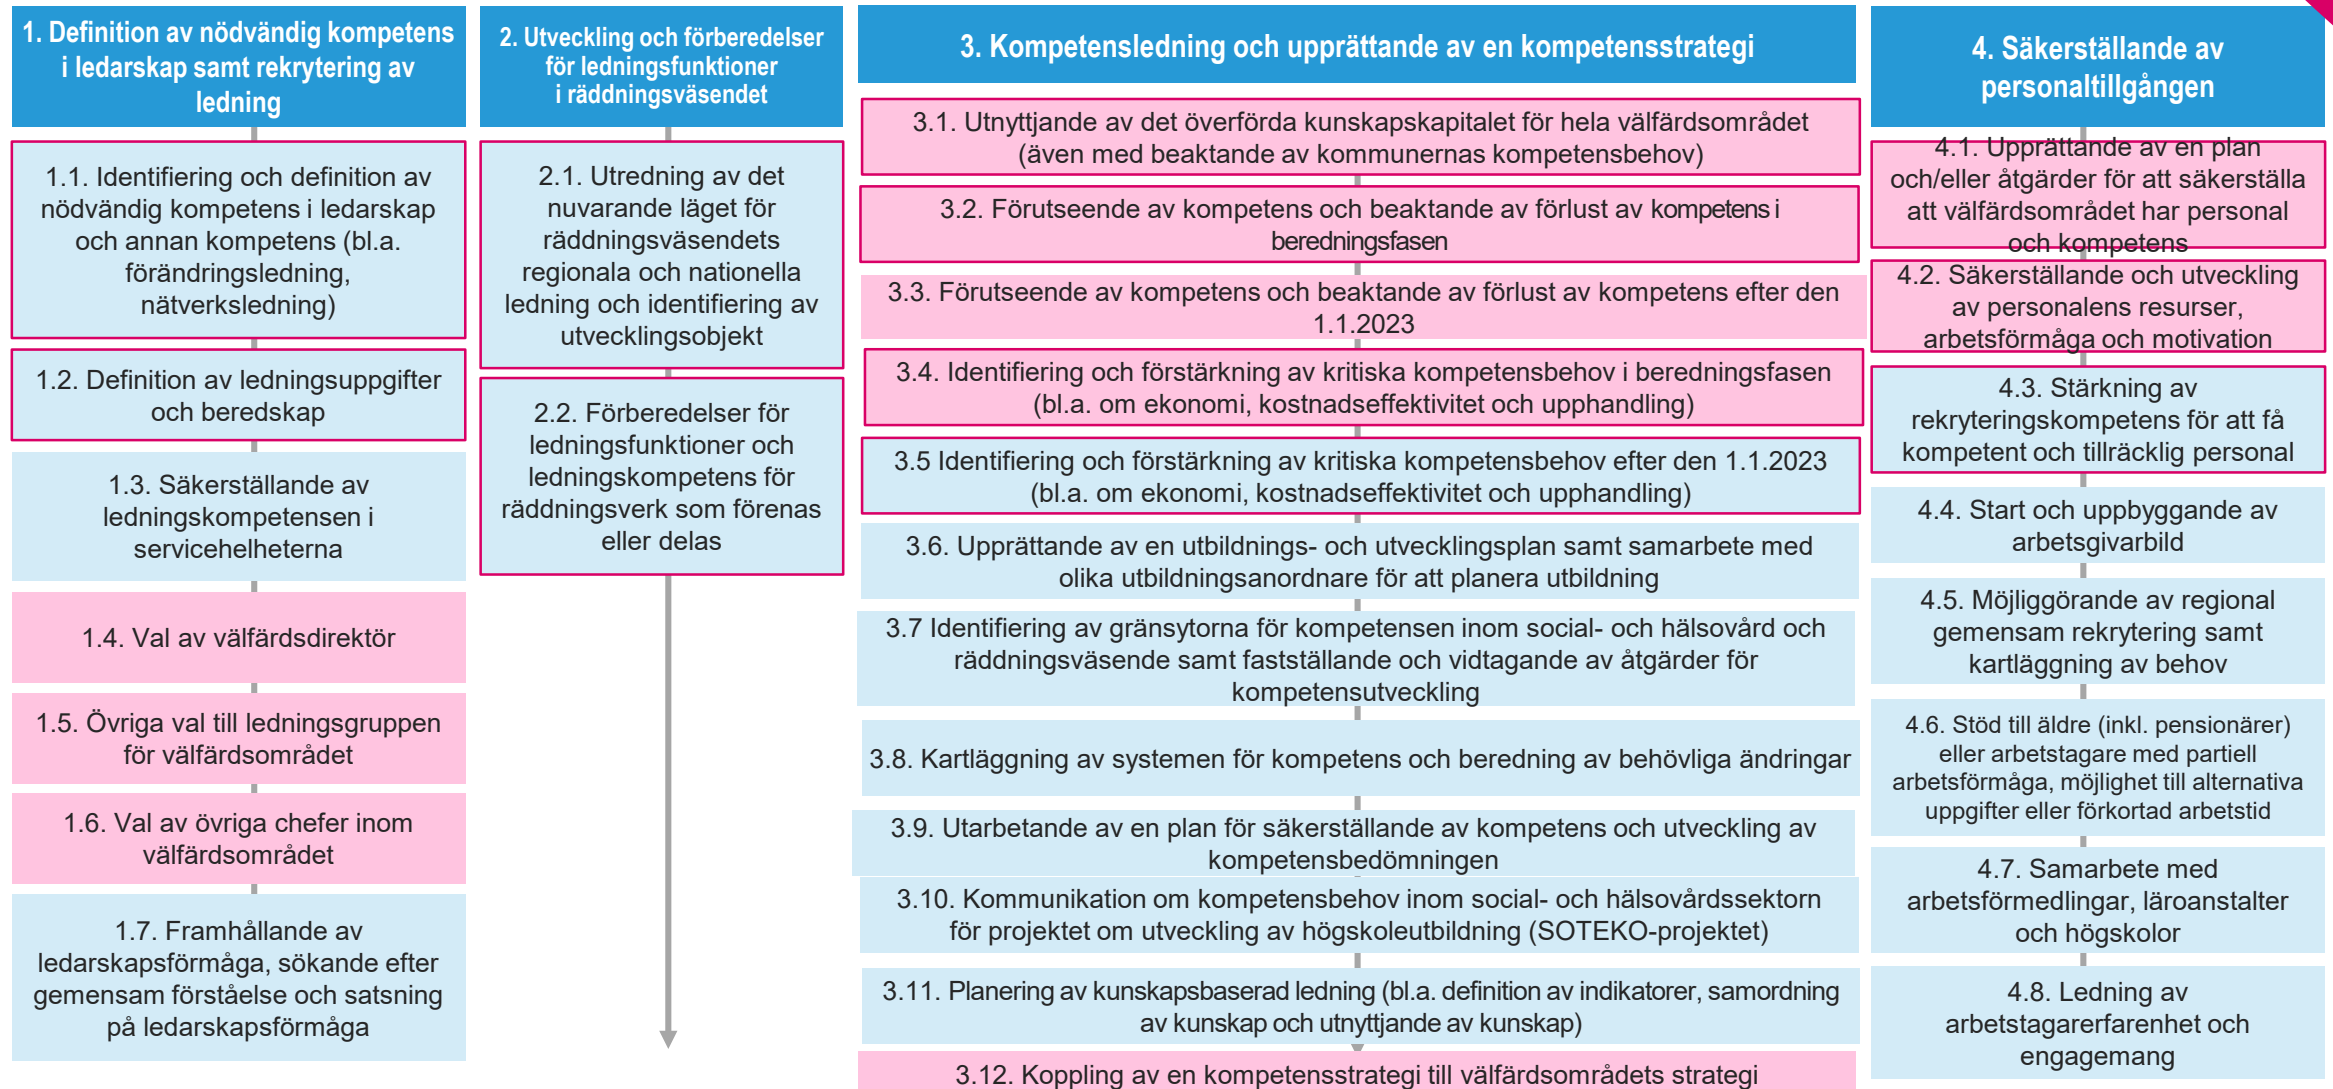 1. Definition av nödvändig kompetens
i ledarskap samt rekrytering av
ledning
1.1. Identifiering och definition av
nödvändig kompetens i ledarskap
och annan kompetens (bl.a.
förändringsledning,
nätverksledning)
1.2. Definition av ledningsuppgifter
och beredskap
1.3. Säkerställande av
ledningskompetensen i
servicehelheterna
1.4. Val av välfärdsdirektör
1.5. Övriga val till ledningsgruppen
för välfärdsområdet
1.6. Val av övriga chefer inom
välfärdsområdet
1.7. Framhållande av
ledarskapsförmåga, sökande efter
gemensam förståelse och satsning
på ledarskapsförmåga
2. Utveckling och förberedelser
för ledningsfunktioner
i räddningsväsendet
2.1. Utredning av det
nuvarande läget för
räddningsväsendets
regionala och nationella
ledning och identifiering av
utvecklingsobjekt
2.2. Förberedelser för
ledningsfunktioner och
ledningskompetens för
räddningsverk som förenas
eller delas
3. Kompetensledning och upprättande av en kompetensstrategi
3.1. Utnyttjande av det överförda kunskapskapitalet för hela välfärdsområdet
(även med beaktande av kommunernas kompetensbehov)
3.2. Förutseende av kompetens och beaktande av förlust av kompetens i
beredningsfasen
3.3. Förutseende av kompetens och beaktande av förlust av kompetens efter den
1.1.2023
3.4. Identifiering och förstärkning av kritiska kompetensbehov i beredningsfasen
(bl.a. om ekonomi, kostnadseffektivitet och upphandling)
3.5 Identifiering och förstärkning av kritiska kompetensbehov efter den 1.1.2023
(bl.a. om ekonomi, kostnadseffektivitet och upphandling)
3.6. Upprättande av en utbildnings- och utvecklingsplan samt samarbete med
olika utbildningsanordnare för att planera utbildning
3.7 Identifiering av gränsytorna för kompetensen inom social- och hälsovård och
räddningsväsende samt fastställande och vidtagande av åtgärder för
kompetensutveckling
3.8. Kartläggning av systemen för kompetens och beredning av behövliga ändringar
3.9. Utarbetande av en plan för säkerställande av kompetens och utveckling av
kompetensbedömningen
3.10. Kommunikation om kompetensbehov inom social- och hälsovårdssektorn
för projektet om utveckling av högskoleutbildning (SOTEKO-projektet)
3.11. Planering av kunskapsbaserad ledning (bl.a. definition av indikatorer, samordning
av kunskap och utnyttjande av kunskap)
3.12. Koppling av en kompetensstrategi till välfärdsområdets strategi
4. Säkerställande av
personaltillgången
4.1. Upprättande av en plan
och/eller åtgärder för att säkerställa
att välfärdsområdet har personal
och kompetens
4.2. Säkerställande och utveckling
av personalens resurser,
arbetsförmåga och motivation
4.3. Stärkning av
rekryteringskompetens för att få
kompetent och tillräcklig personal
4.4. Start och uppbyggande av
arbetsgivarbild
4.5. Möjliggörande av regional
gemensam rekrytering samt
kartläggning av behov
4.6. Stöd till äldre (inkl. pensionärer)
eller arbetstagare med partiell
arbetsförmåga, möjlighet till alternativa
uppgifter eller förkortad arbetstid
4.7. Samarbete med
arbetsförmedlingar, läroanstalter
och högskolor
4.8. Ledning av
arbetstagarerfarenhet och
engagemang